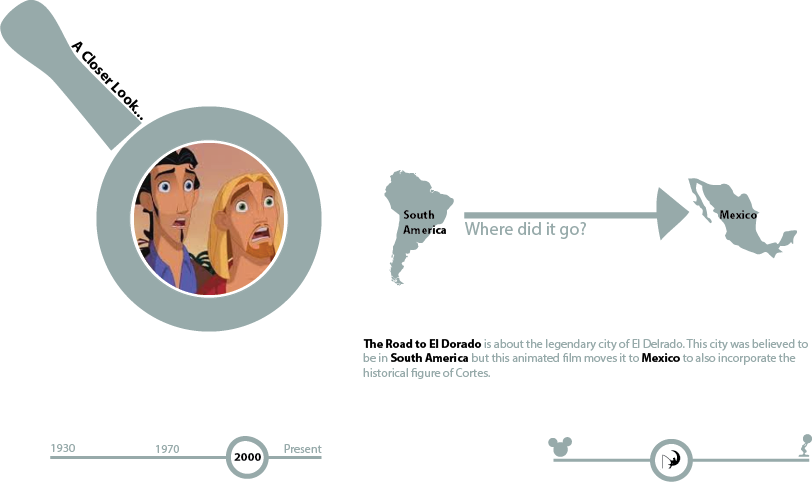 A Closer Look...
South
America
Where did it go?
Mexico
The Road to El Dorado is about the legendary city of El Delrado. This city was believed to
be in South America but this animated film moves it to Mexico to also incorporate the
historical figure of Cortes.
1930
1970
2000
Present